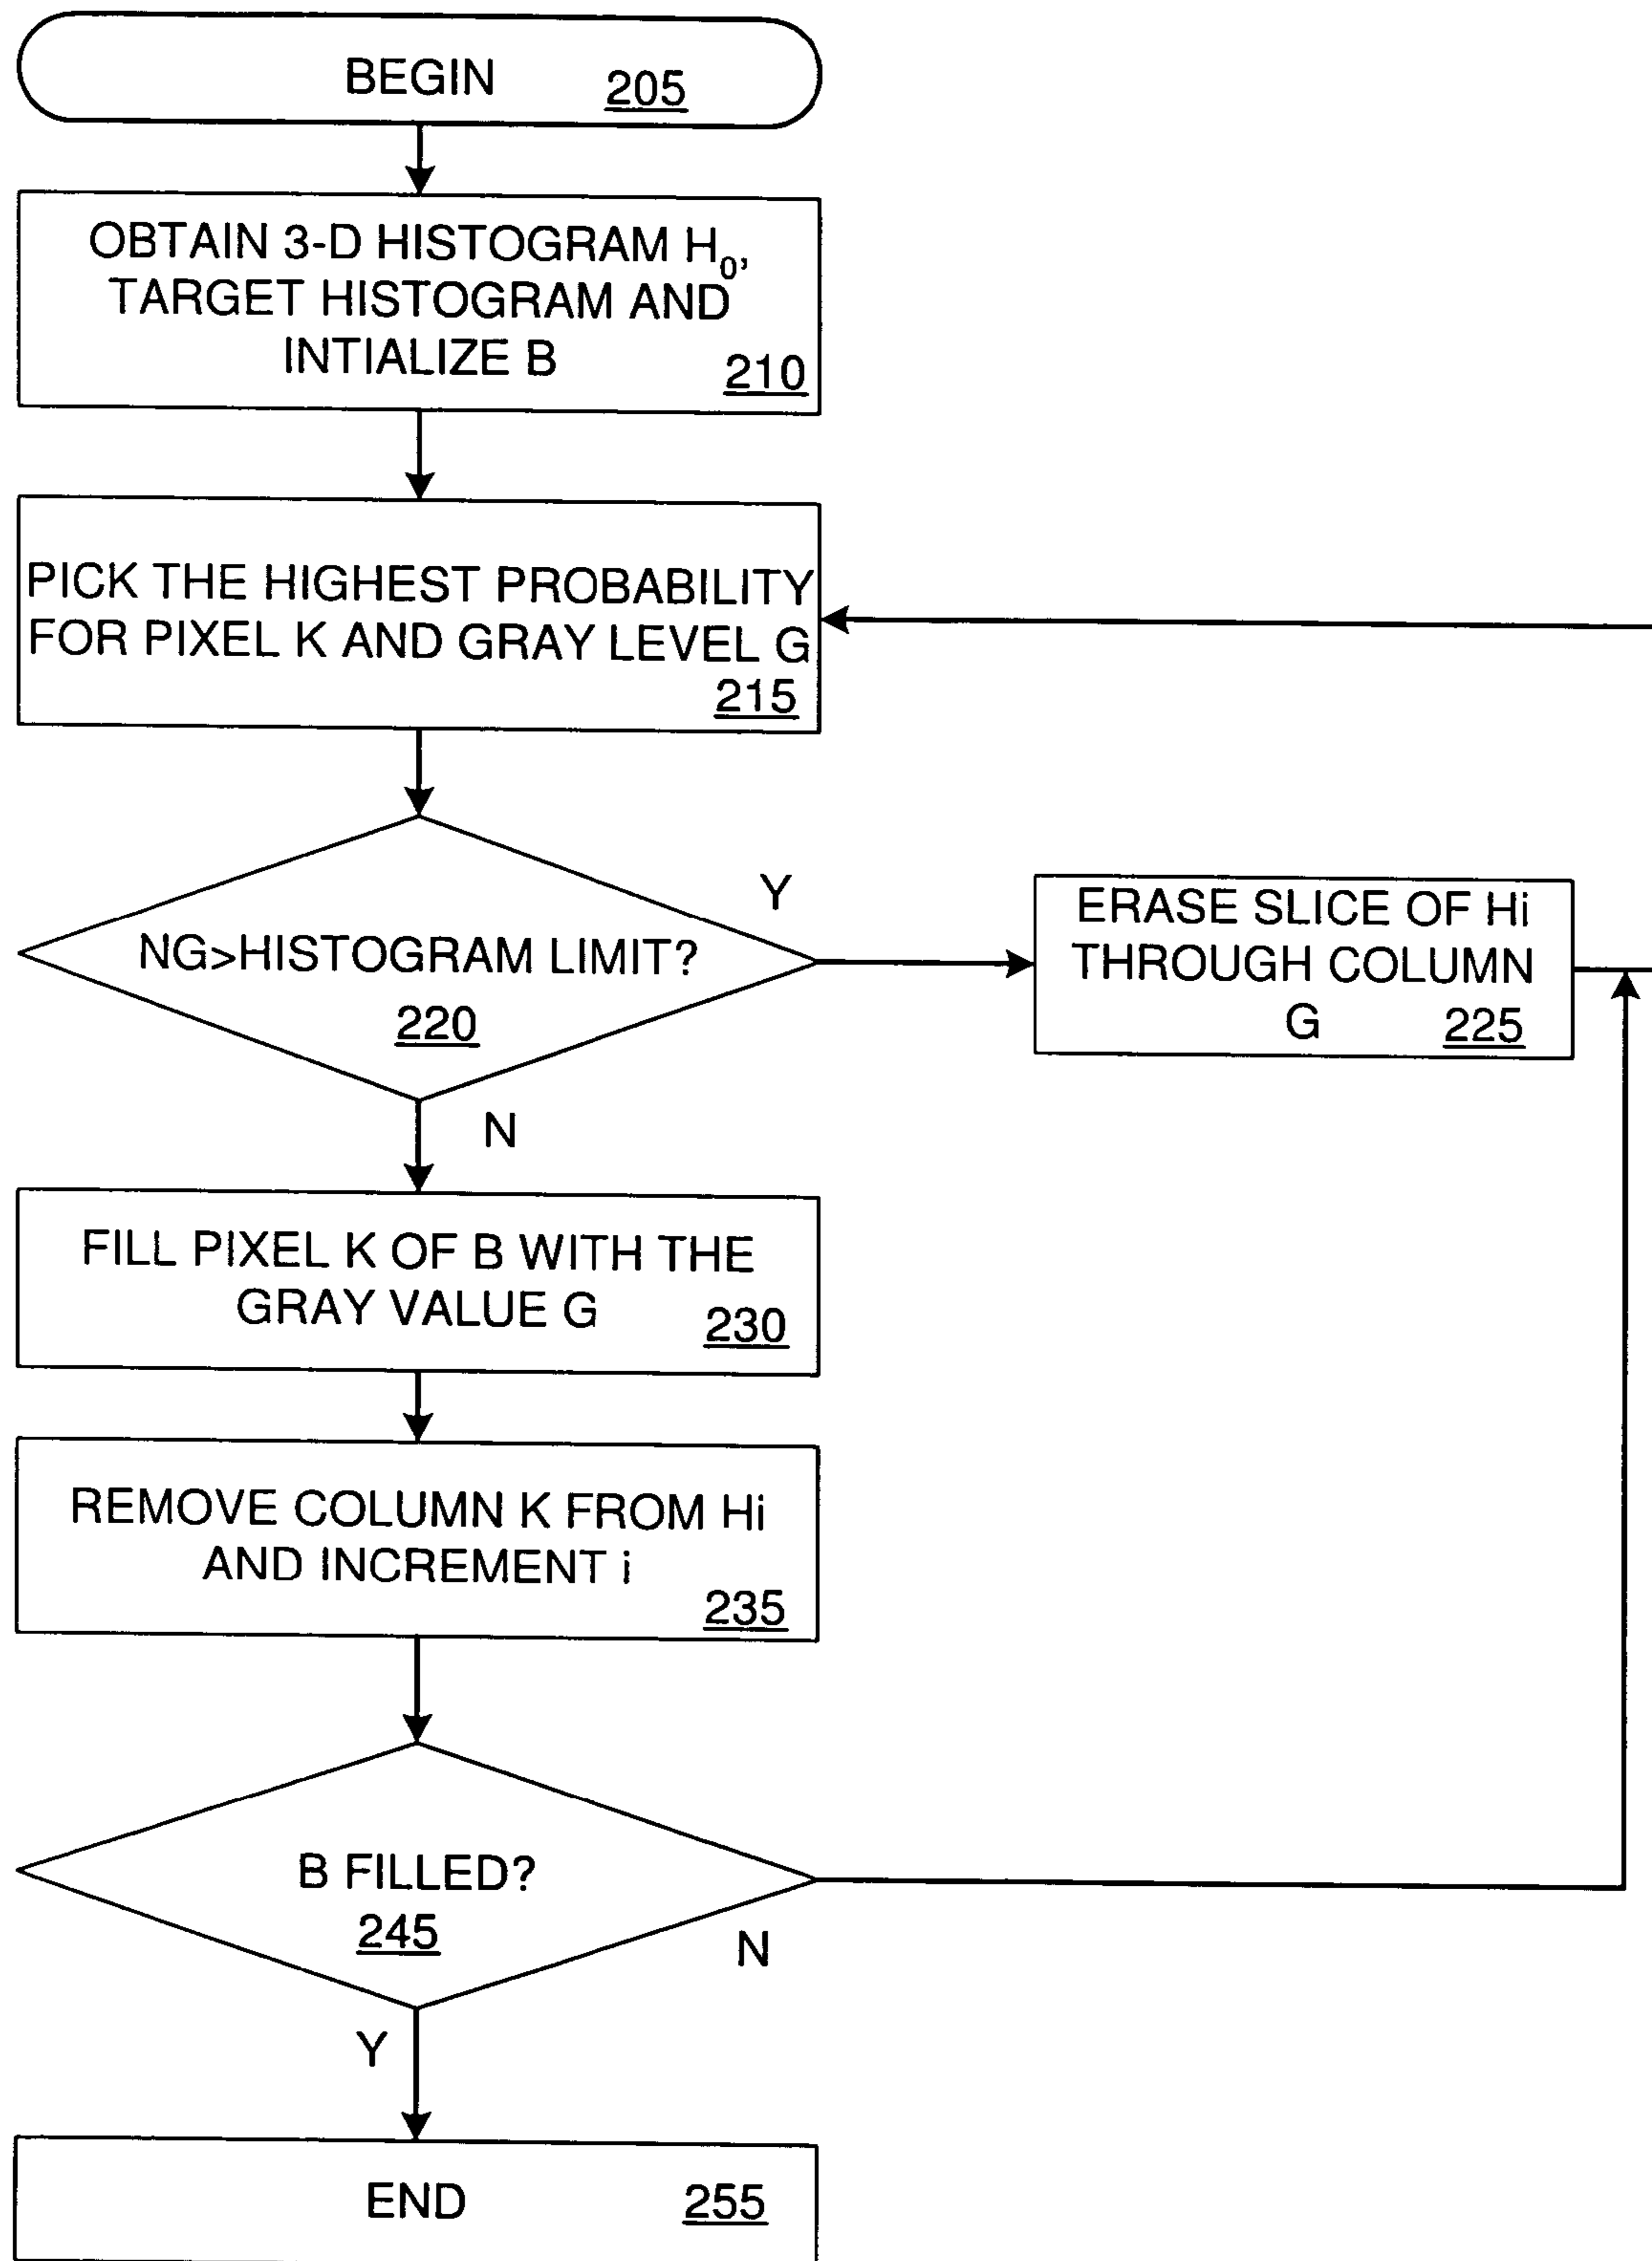 BEGIN 205
OBTAIN 3-D HISTOGRAM H0,
TARGET HISTOGRAM AND
INTIALIZE B 210
PICK THE HIGHEST PROBABILITY
FOR PIXEL K AND GRAY LEVEL G
215
NG>HISTOGRAM LIMIT?
220
Y
ERASE SLICE OF Hi
THROUGH COLUMN
G 225
N
FILL PIXEL K OF B WITH THE
GRAY VALUE G 230
REMOVE COLUMN K FROM Hi
AND INCREMENT i
235
B FILLED?
245
N
Y
END 255